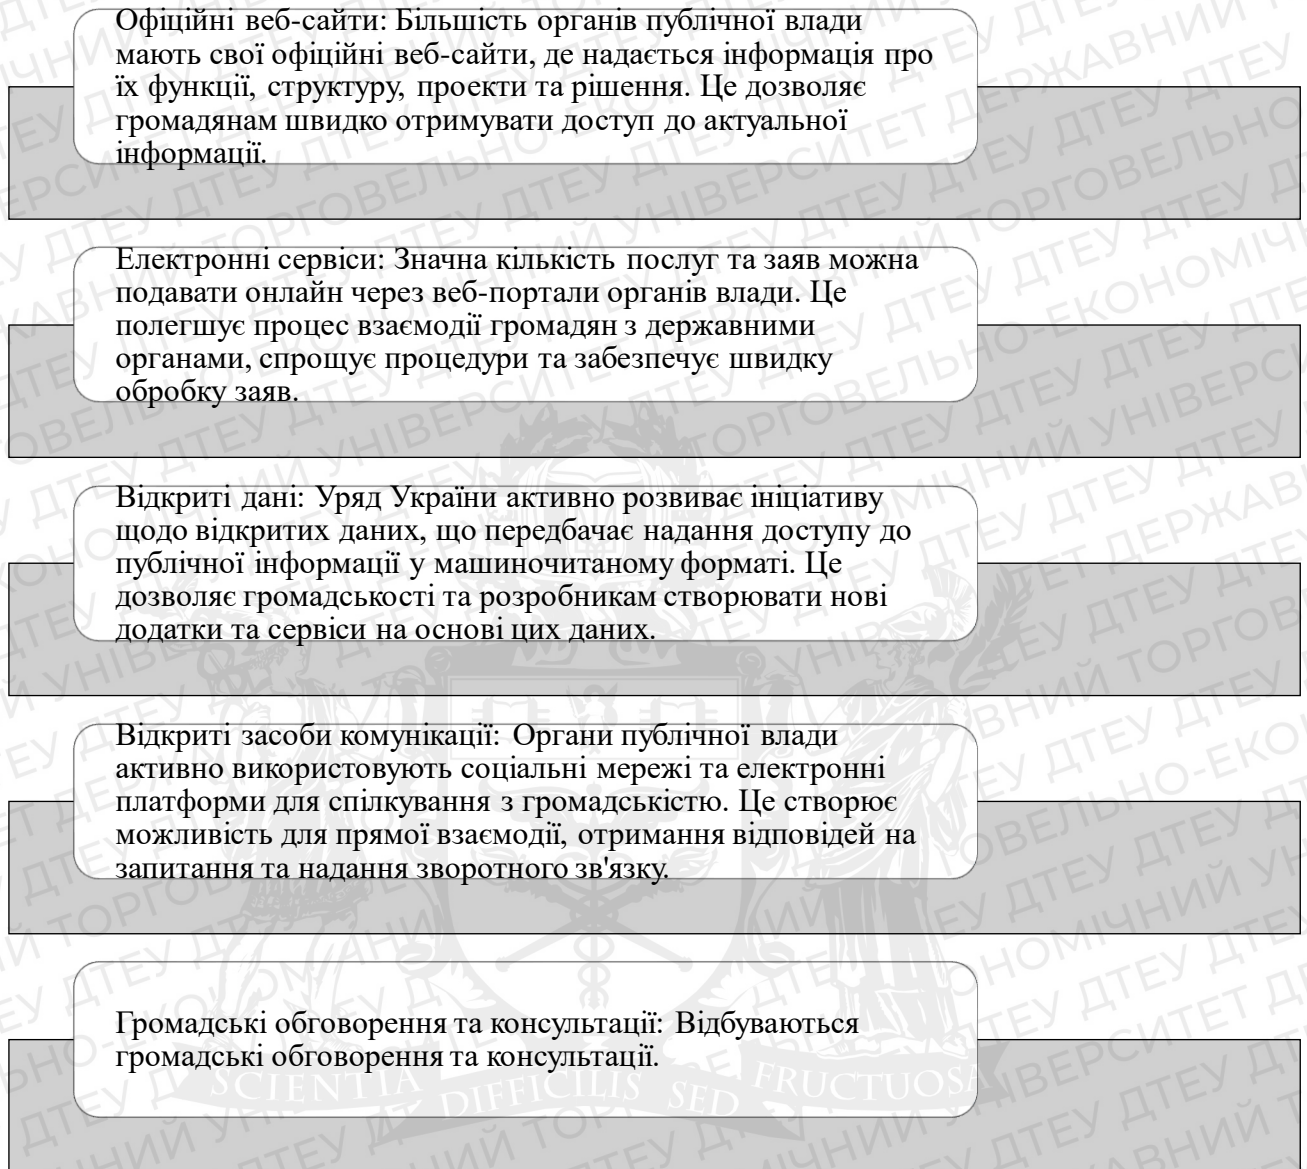 Офіційні веб-сайти: Більшість органів публічної влади
мають свої офіційні веб-сайти, де надається інформація про
їх функції, структуру, проекти та рішення. Це дозволяє
громадянам швидко отримувати доступ до актуальної
інформації.
Електронні сервіси: Значна кількість послуг та заяв можна
подавати онлайн через веб-портали органів влади. Це
полегшує процес взаємодії громадян з державними
органами, спрощує процедури та забезпечує швидку
обробку заяв.
Відкриті дані: Уряд України активно розвиває ініціативу
щодо відкритих даних, що передбачає надання доступу до
публічної інформації у машиночитаному форматі. Це
дозволяє громадськості та розробникам створювати нові
додатки та сервіси на основі цих даних.
Відкриті засоби комунікації: Органи публічної влади
активно використовують соціальні мережі та електронні
платформи для спілкування з громадськістю. Це створює
можливість для прямої взаємодії, отримання відповідей на
запитання та надання зворотного зв'язку.
Громадські обговорення та консультації: Відбуваються
громадські обговорення та консультації.
SCIENTIA DIFFICILIS SED FRUCTUOSA